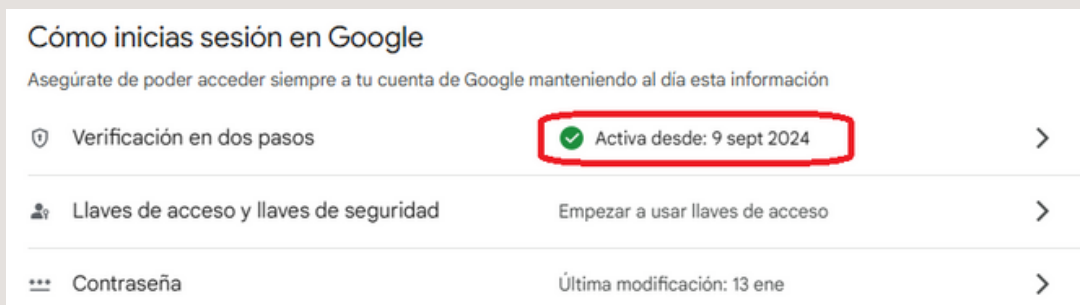 Cómo inicias sesión en Google
Asegúrate de poder acceder siempre a tu cuenta de Google manteniendo al día esta información
Verificación en dos pasos Activa desde: 9 sept 2024
Llaves de acceso y llaves de seguridad Empezar a usar llaves de acceso
Contraseña Última modificación: 13 ene